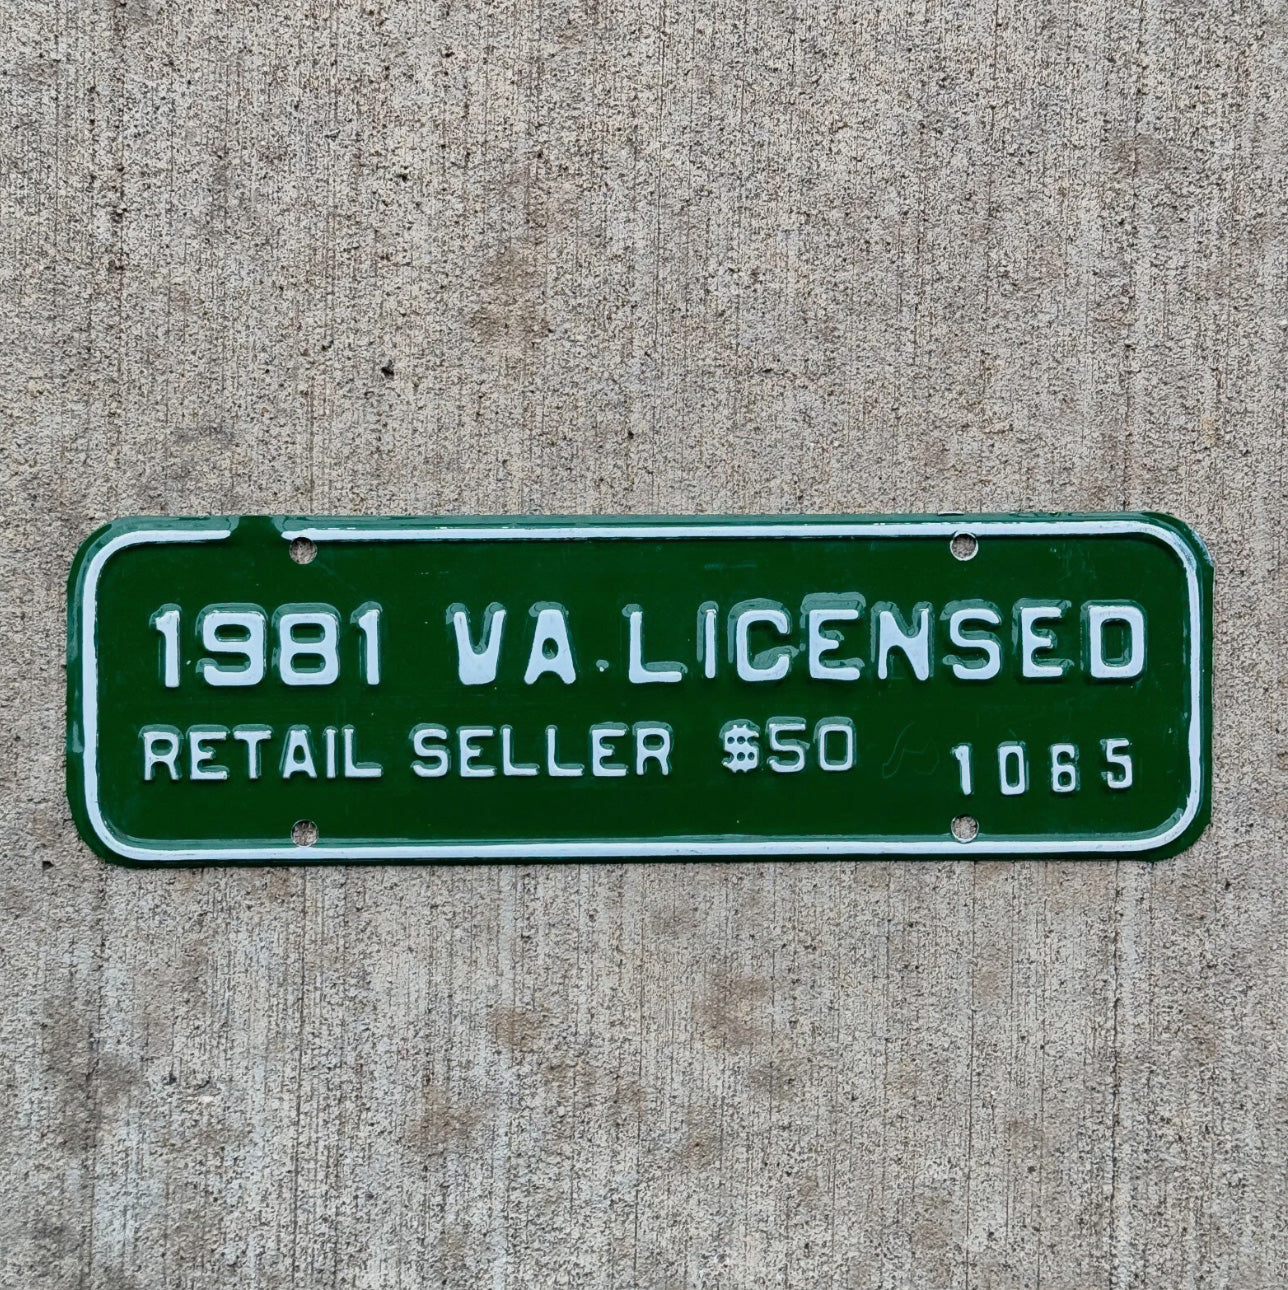 1981 VA. LICENSED
RETAIL SELLER $50 1065